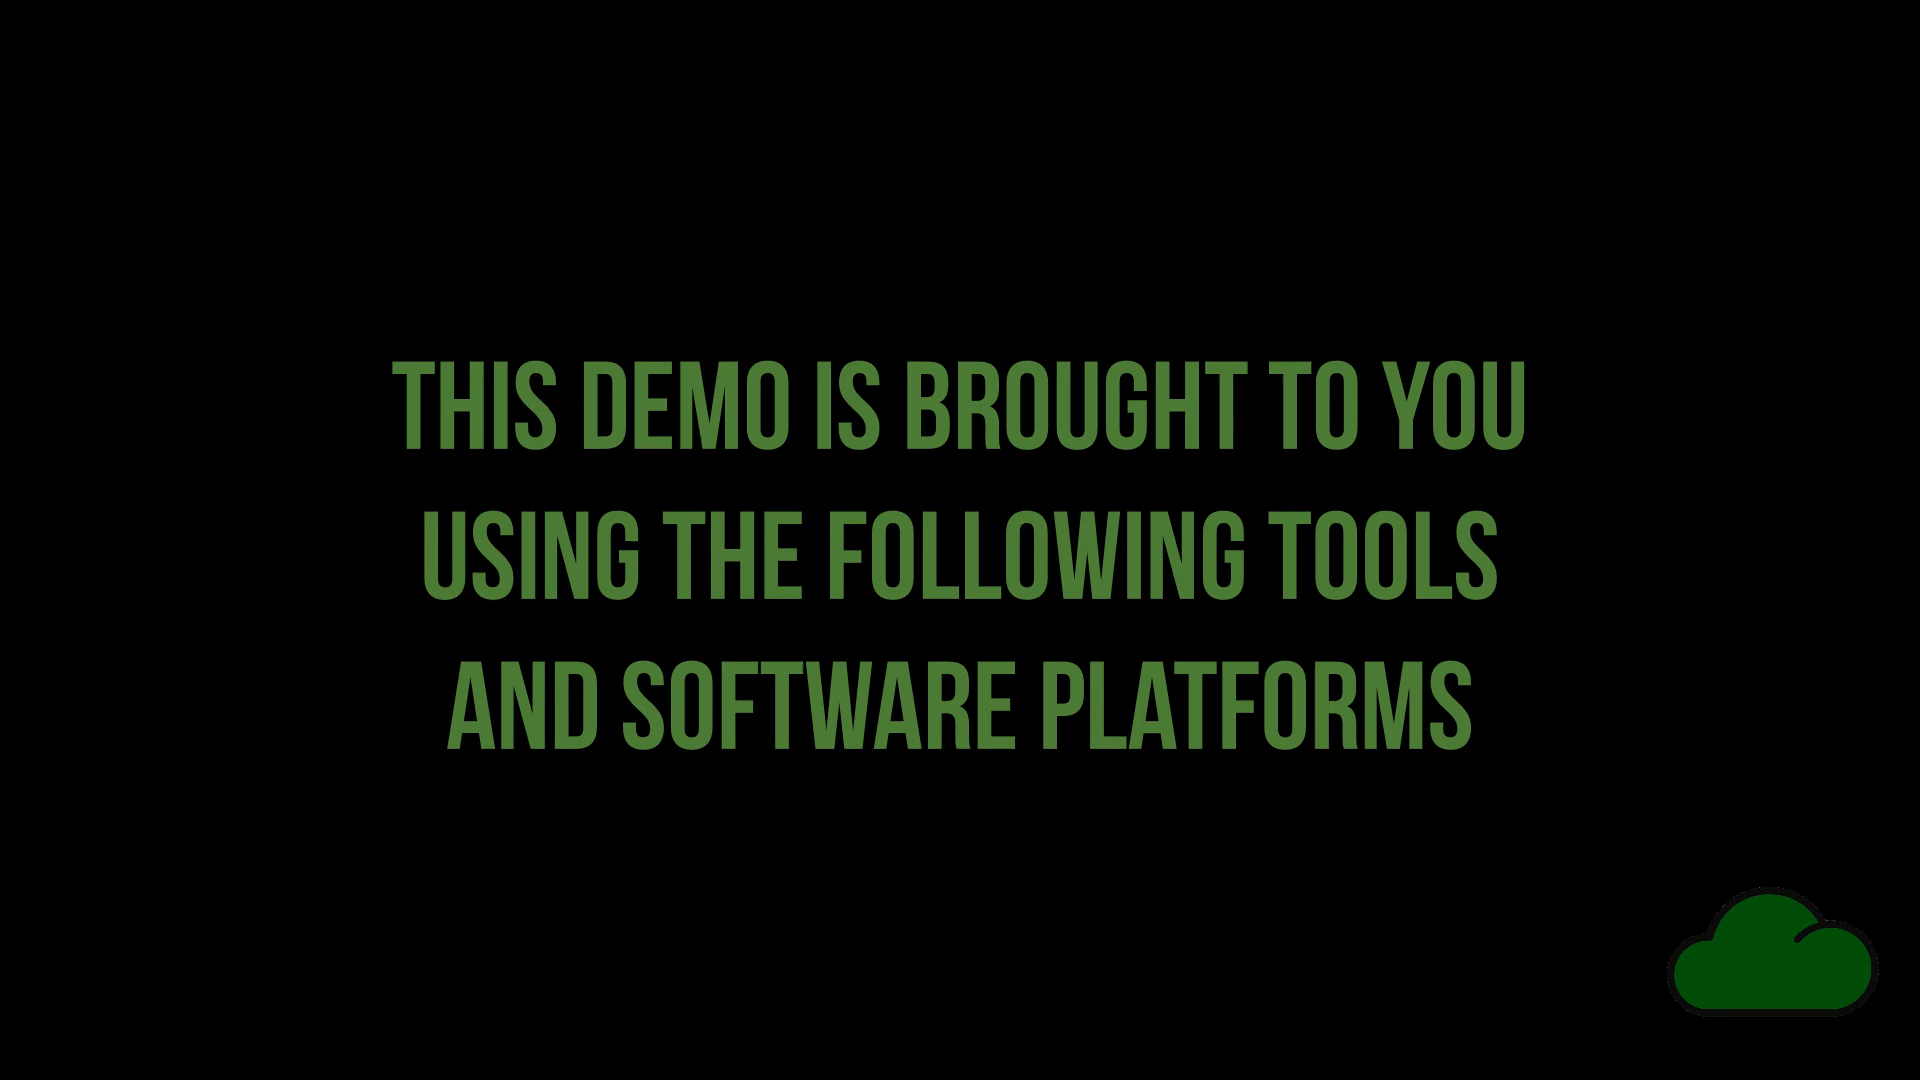 THIS DEMO IS BROUGHT TO YOU
USING THE FOLLOWING TOOLS
AND SOFTWARE PLATFORMS